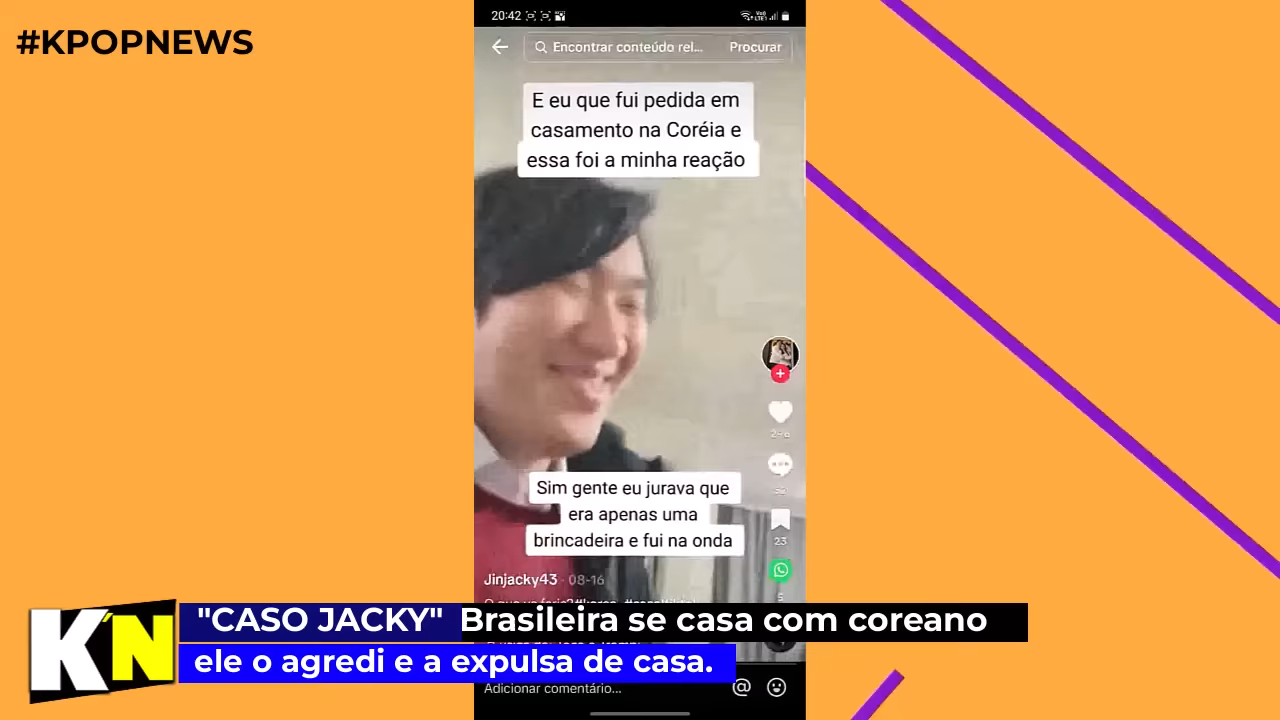 #KPOPNEWS
20:42
Encontrar conteúdo rel... Procurar
E eu que fui pedida em
casamento na Coréia e
essa foi a minha reação
Sim gente eu jurava que
era apenas uma
brincadeira e fui na onda
23
Jinjacky43 · 08-16
5
K'N
"CASO JACKY" Brasileira se casa com coreano
ele o agredi e a expulsa de casa.
Adicionar comentário...